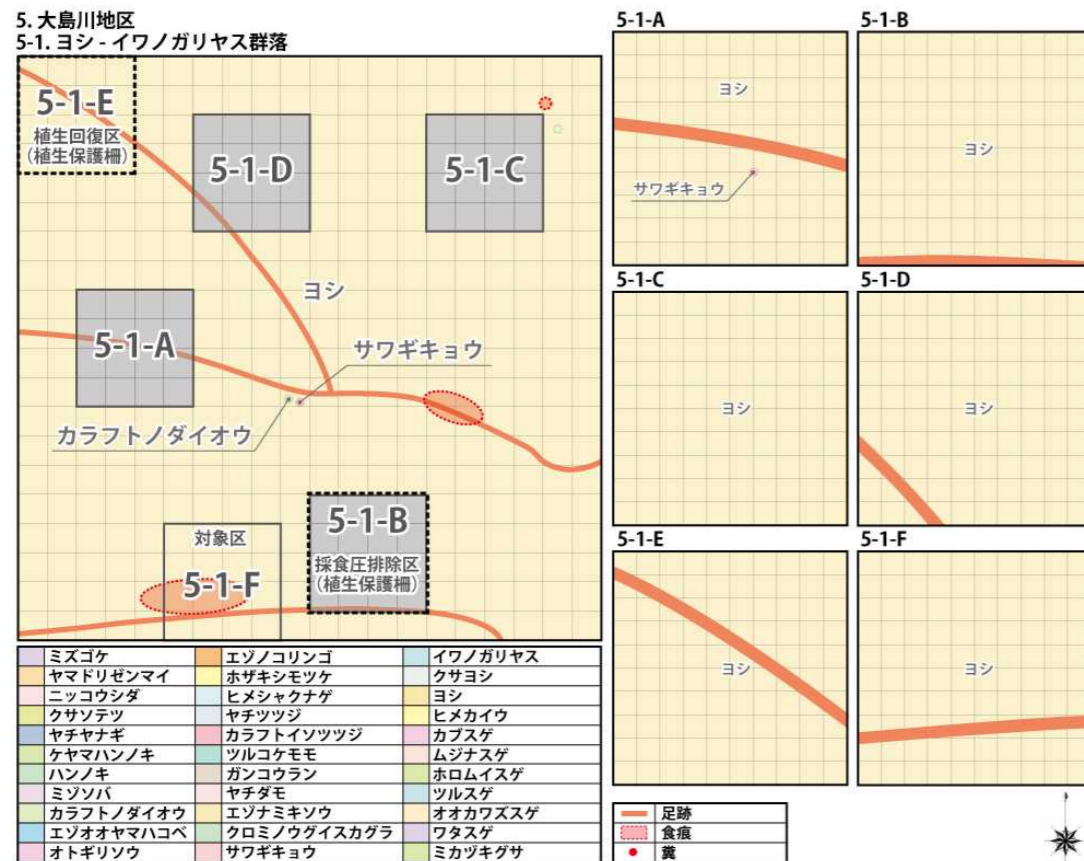 5. 大島川地区
5-1. ヨシ - イワノガリヤス群落
5-1-E
植生回復区
(植生保護柵)
5-1-D
5-1-C
ヨシ
5-1-A
サワギキョウ
カラフトノダイオウ
5-1-B
採食圧排除区
(植生保護柵)
対象区
5-1-F
5-1-A
ヨシ
サワギキョウ
5-1-B
ヨシ
5-1-C
ヨシ
5-1-D
ヨシ
5-1-E
ヨシ
5-1-F
ヨシ
ミズゴケ エゾノコリンゴ イワノガリヤス
ヤマドリゼンマイ ホザキシモツケ クサヨシ
ニッコウシダ ヒメシャクナゲ ヨシ
クサソテツ ヤチツツジ ヒメカイウ
ヤチヤナギ カラフトイソツツジ カブスゲ
ケヤマハンノキ ツルコケモモ ムジナスゲ
ハンノキ ガンコウラン ホロムイスゲ
ミゾソバ ヤチダモ ツルスゲ
カラフトノダイオウ エゾナミキソウ オオカワズスゲ
エゾオオヤマハコベ クロミノウグイスカグラ ワタスゲ
オトギリソウ サワギキョウ ミカヅキグサ
足跡
食痕
糞